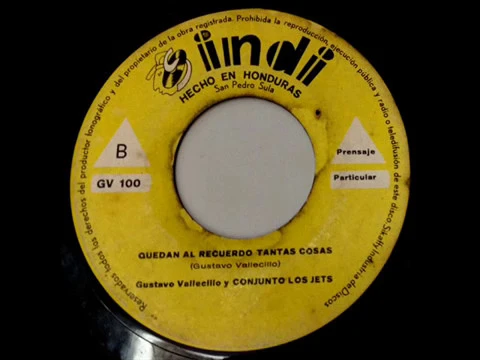 Reservados todos los derechos del productor fonográfico y del propietario de la obra registrada. Prohibida la reproducción, ejecución pública y radio o teledifusión de este disco. Skaffy Industria de Discos
indi
HECHO EN HONDURAS
San Pedro Sula
B
GV 100
Prensaje
Particular
QUEDAN AL RECUERDO TANTAS COSAS
(Gustavo Vallecillo)
Gustavo Vallecillo y CONJUNTO LOS JETS